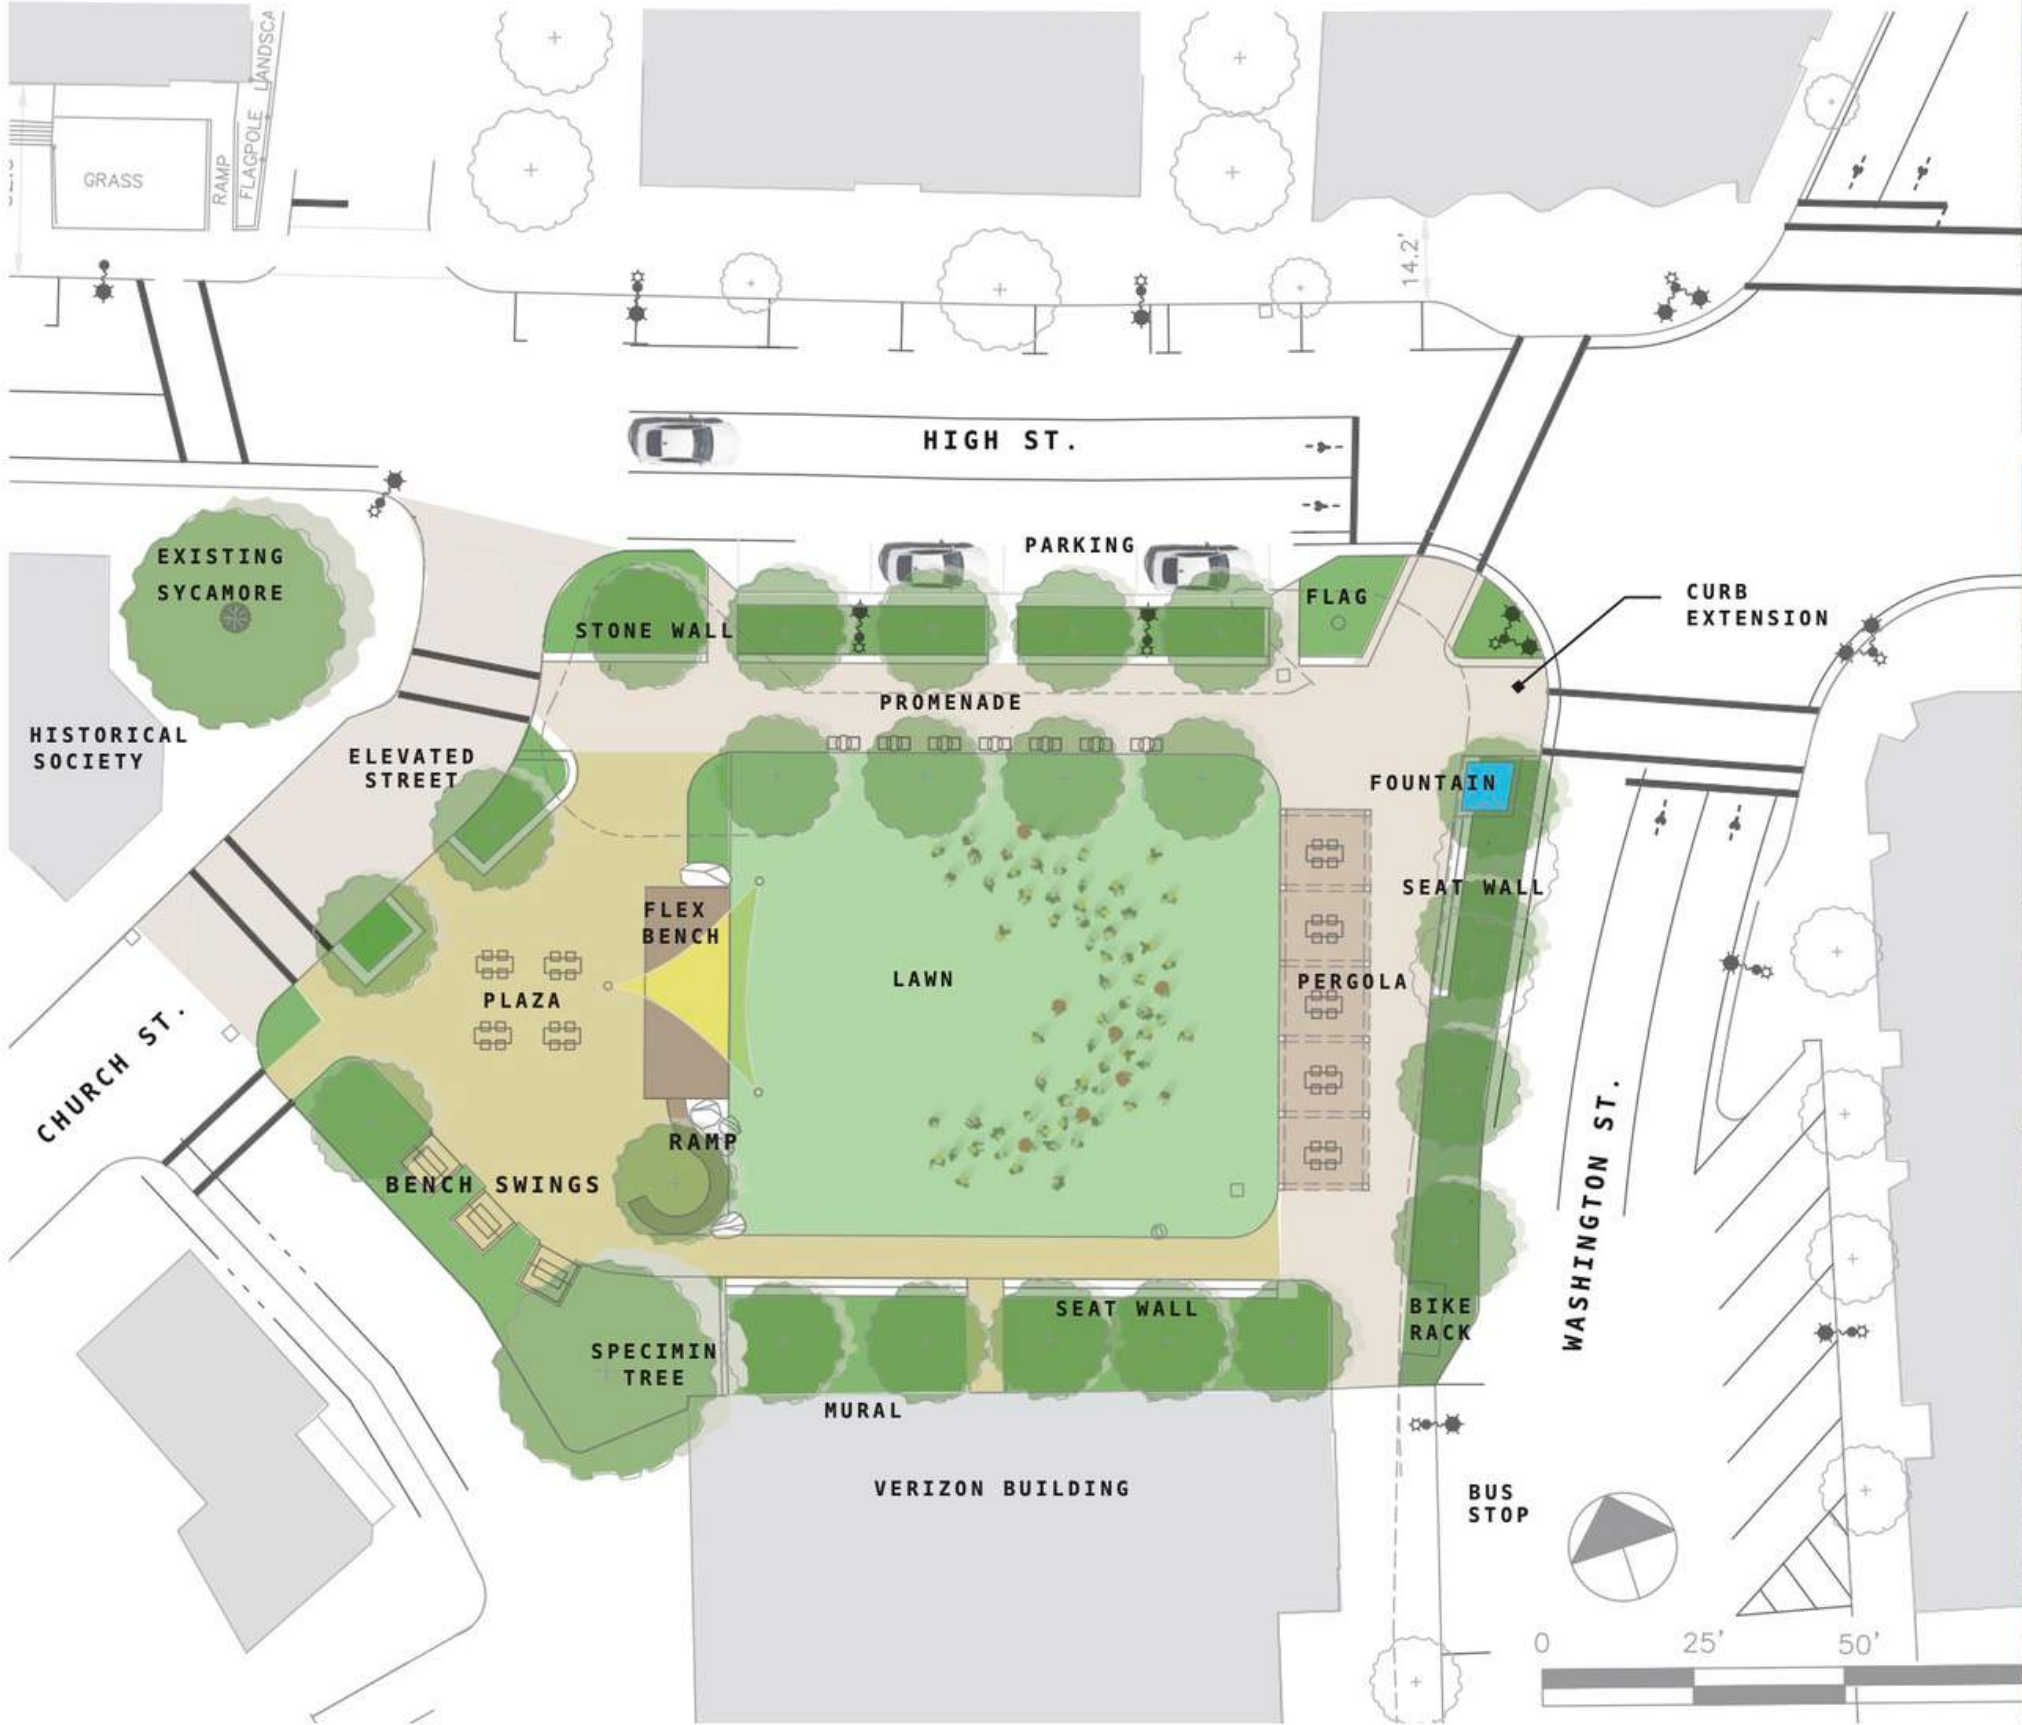 LANDSCA
FLAGPOLE
RAMP
GRASS
14.2'
HIGH ST.
PARKING
EXISTING
SYCAMORE
FLAG
CURB
EXTENSION
STONE WALL
PROMENADE
HISTORICAL
SOCIETY
ELEVATED
STREET
FOUNTAIN
SEAT WALL
FLEX
BENCH
LAWN
PERGOLA
PLAZA
CHURCH ST.
RAMP
BENCH SWINGS
WASHINGTON ST.
SEAT WALL
BIKE
RACK
SPECIMIN
TREE
MURAL
VERIZON BUILDING
BUS
STOP
0 25' 50'